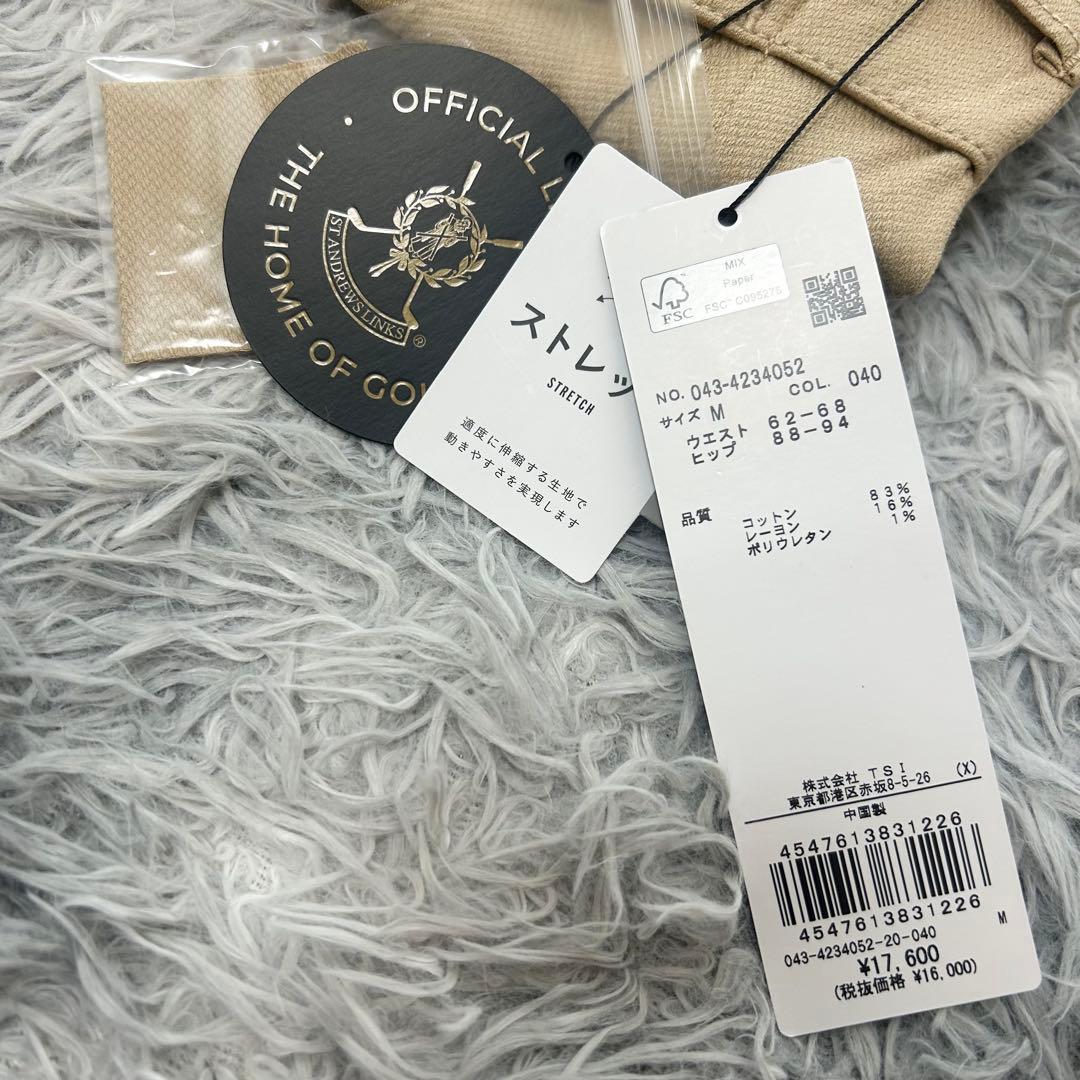 OFFICIAL
THE HOME OF
ST ANDREWS LINKS
®
ストレッ
STRETCH
適度に伸縮する生地で
動きやすさを実現します
FSC
MIX
Paper
FSC™ C095275
NO. 043-4234052
COL. 040
サイズ M
ウエスト 62-68
ヒップ 88-94
品質 コットン 83%
レーヨン 16%
ポリウレタン 1%
株式会社 TSI
東京都港区赤坂8-5-26 (X)
中国製
4547613831226
4547613831226
043-4234052-20-040 M
¥17,600
(税抜価格 ¥16,000)